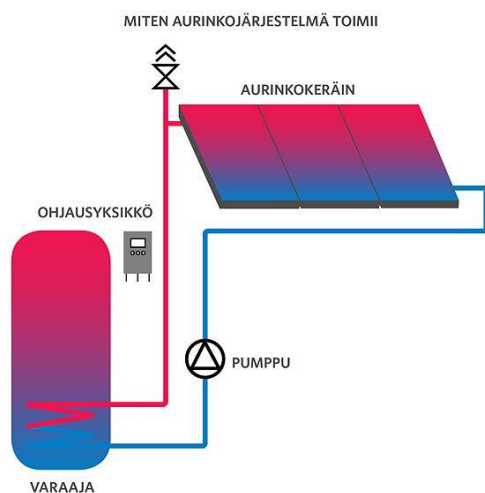 MITEN AURINKOJÄRJESTELMÄ TOIMII
AURINKOKERÄIN
OHJAUSYKSIKKÖ
PUMPPU
VARAAJA